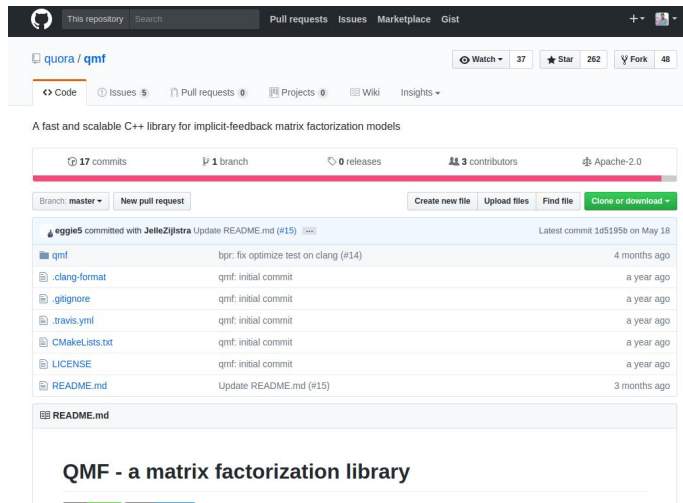 This repository Search Pull requests Issues Marketplace Gist
quora / qmf Watch 37 Star 262 Fork 48
Code Issues 5 Pull requests 0 Projects 0 Wiki Insights
A fast and scalable C++ library for implicit-feedback matrix factorization models
17 commits 1 branch 0 releases 3 contributors Apache-2.0
Branch: master New pull request Create new file Upload files Find file Clone or download
eggie5 committed with JelleZijlstra Update README.md (#15) ... Latest commit 1d5195b on May 18
qmf bpr: fix optimize test on clang (#14) 4 months ago
.clang-format qmf: initial commit a year ago
.gitignore qmf: initial commit a year ago
.travis.yml qmf: initial commit a year ago
CMakeLists.txt qmf: initial commit a year ago
LICENSE qmf: initial commit a year ago
README.md Update README.md (#15) 3 months ago
README.md
QMF - a matrix factorization library